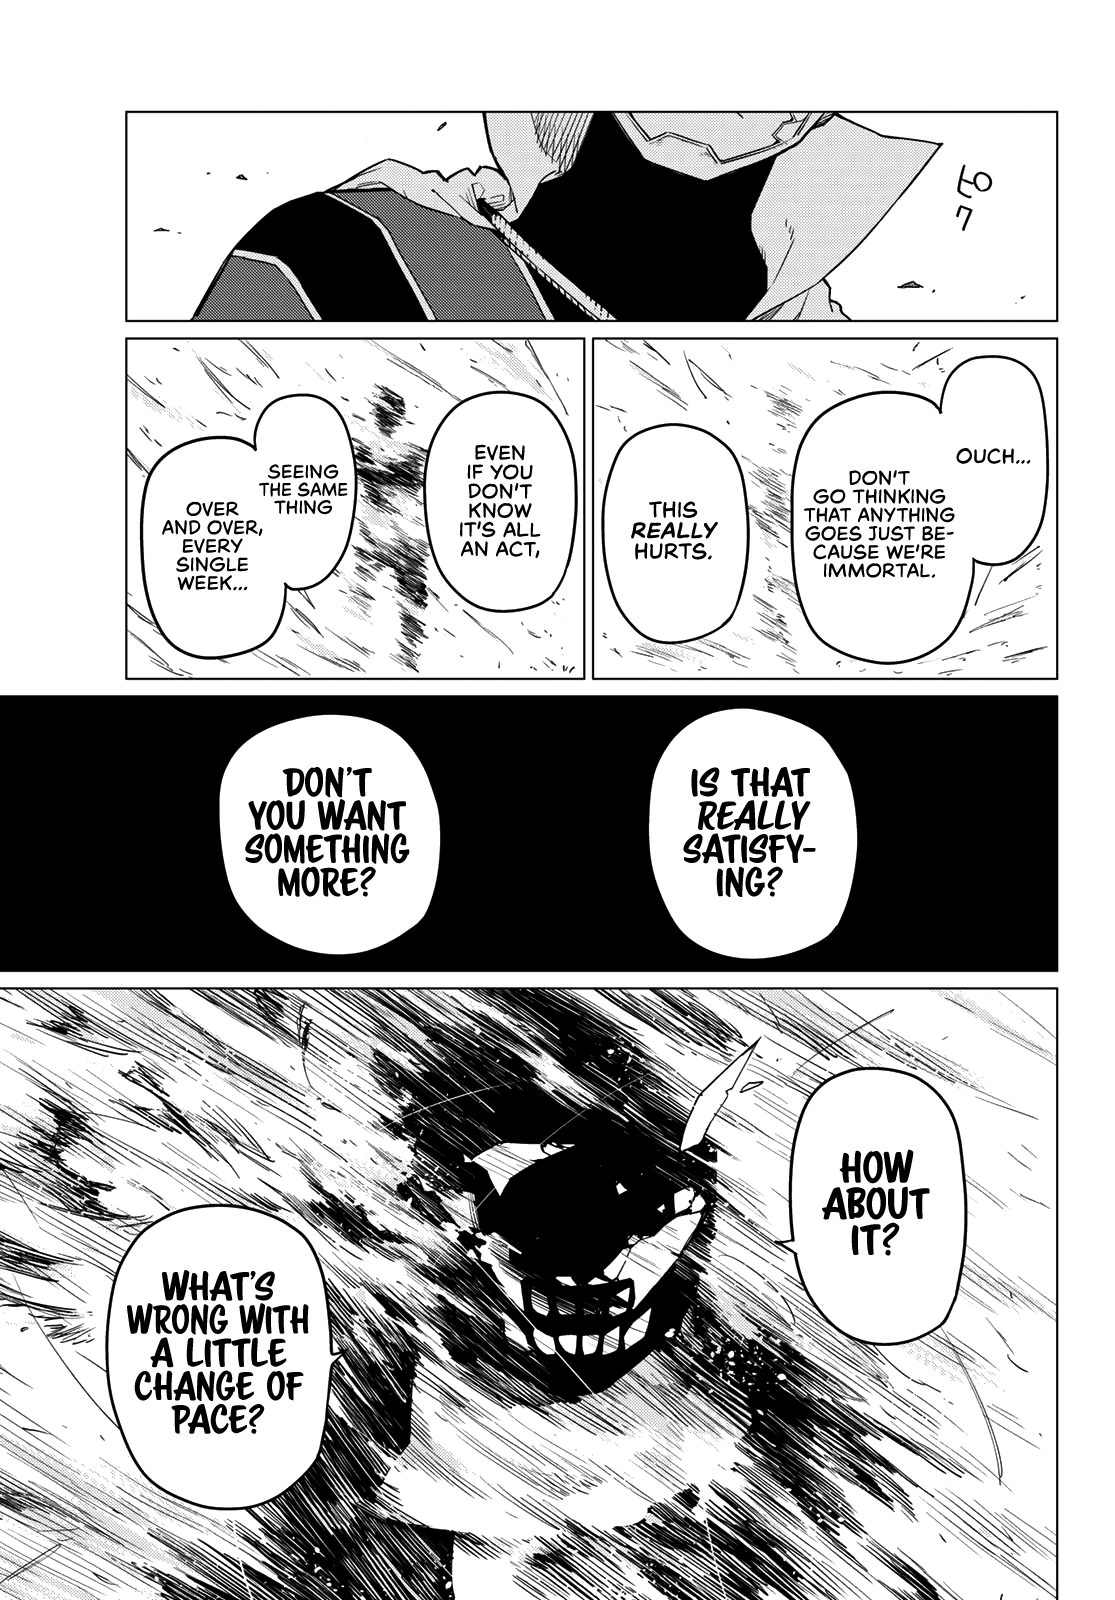 ピク
OUCH...
DON'T
GO THINKING
THAT ANYTHING
GOES JUST BE-
CAUSE WE'RE
IMMORTAL.
THIS
REALLY
HURTS.
EVEN
IF YOU
DON'T
KNOW
IT'S ALL
AN ACT,
SEEING
THE SAME
THING
OVER
AND OVER,
EVERY
SINGLE
WEEK...
IS THAT
REALLY
SATISFY-
ING?
DON'T
YOU WANT
SOMETHING
MORE?
HOW
ABOUT
IT?
WHAT'S
WRONG WITH
A LITTLE
CHANGE OF
PACE?